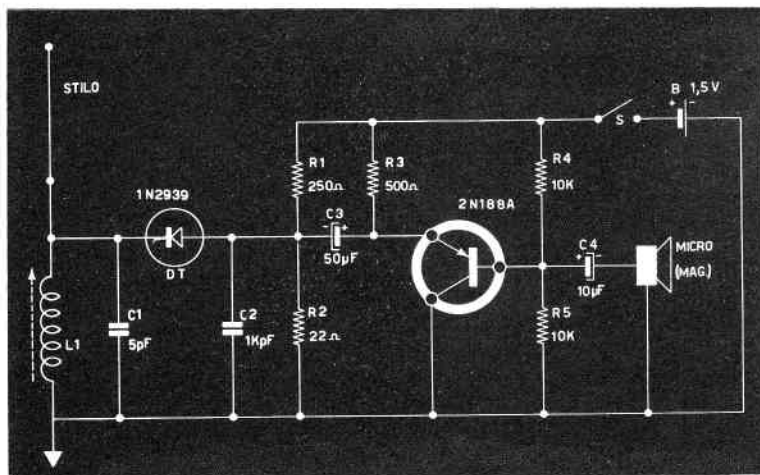 STILO
B 1,5 V
+ -
S
1N2939
R1
250Ω
R3
500Ω
R4
10K
2N188A
C3
- +
50µF
C4
+ -
10µF
MICRO
(MAG.)
DT
L1
C1
5pF
C2
1KpF
R2
22Ω
R5
10K